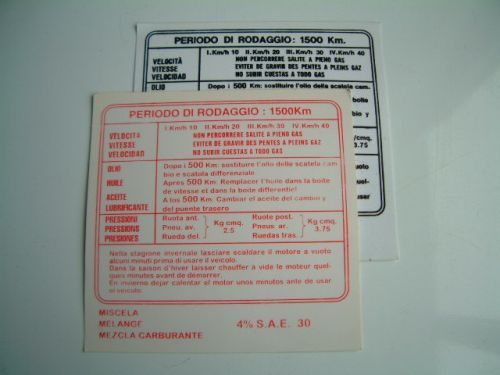 PERIODO DI RODAGGIO: 1500 Km.
VELOCITÀ
VITESSE
VELOCIDAD
I.Km/h 10 II.Km/h 20 III.Km/h 30 IV.Km/h 40
NON PERCORRERE SALITE A PIENO GAS
EVITER DE GRAVIR DES PENTES A PLEINS GAZ
NO SUBIR CUESTAS A TODO GAS
OLIO
Dopo i 500 Km: sostituire l'olio della scatola cam.
boite
bio y
cmq.
3.75
PERIODO DI RODAGGIO : 1500Km
I.Km/h 10 II.Km/h 20 III.Km/h 30 IV.Km/h 40
VELOCITÀ
VITESSE
VELOCIDAD
NON PERCORRERE SALITE A PIENO GAS
EVITER DE GRAVIR DES PENTES A PLEINS GAZ
NO SUBIR CUESTAS A TODO GAS
OLIO
HUILE
ACEITE
LUBRIFICANTE
Dopo i 500 Km: sostituire l'olio della scatola cam
bio e scatola differenziale
Après 500 Km: Remplacer l'huile dans la boite
de vitesse et dans la boite differentiel
A los 500 Km. Cambiar el aceite del cambio y
del puente trasero
PRESSIONI
PRESSIONS
PRESIONES
Ruota ant.
Pneu. av.
Rueda del.
Kg cmq.
2.5
Ruote post.
Pneus ar.
Ruedas tras.
Kg cmq.
3.75
Nella stagione invernale lasciare scaldare il motore a vuoto
alcuni minuti prima di usare il veicolo.
Dans la saison d'hiver laisser chauffer a vide le moteur quel-
ques minutes avant de démarrer.
En invierno dejar calentar el motor unos minutos ante de usar
el veiculo.
MISCELA
MELANGE
MEZCLA CARBURANTE
4% S.A.E. 30